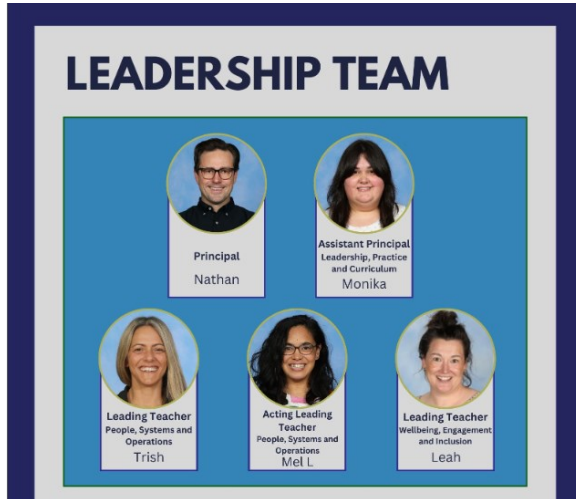 LEADERSHIP TEAM
Principal
Nathan
Assistant Principal
Leadership, Practice
and Curriculum
Monika
Leading Teacher
People, Systems and
Operations
Trish
Acting Leading
Teacher
People, Systems and
Operations
Mel L
Leading Teacher
Wellbeing, Engagement
and Inclusion
Leah